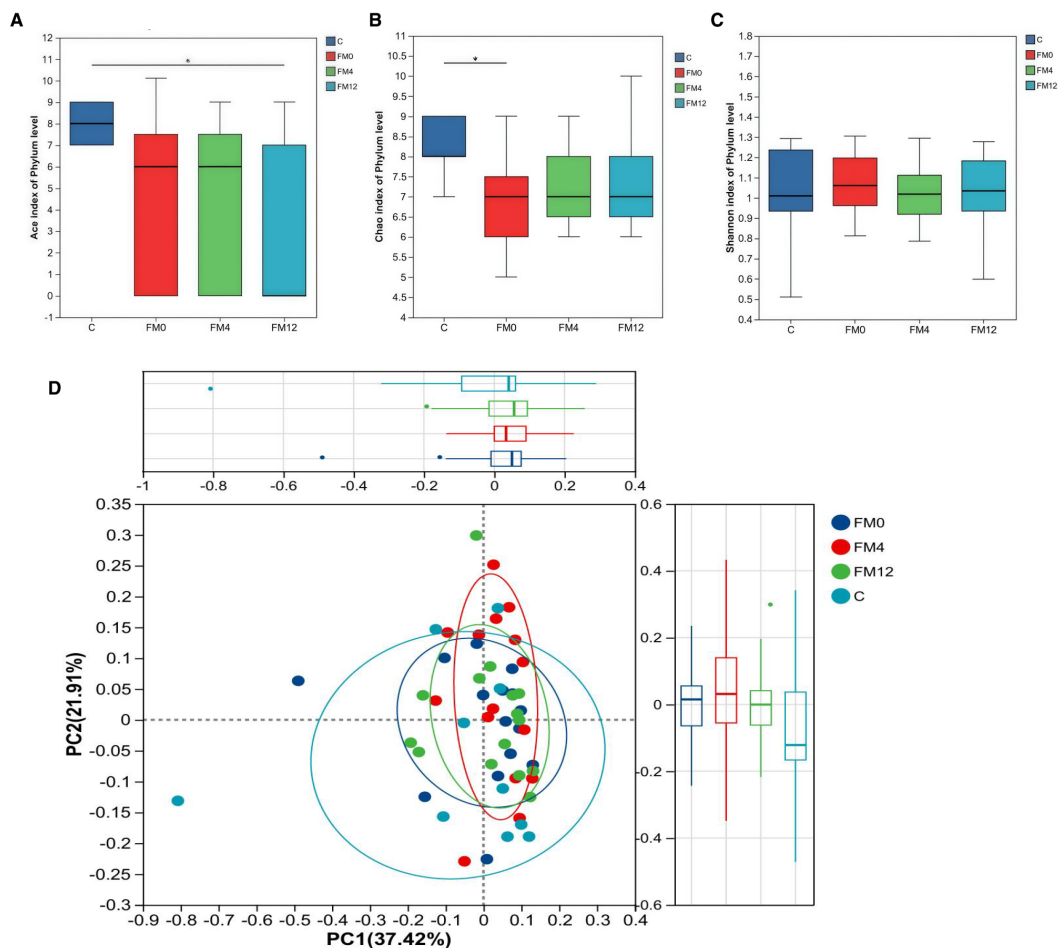 A
Ace index of Phylum level
12
11
10
9
8
7
6
5
4
3
2
1
0
-1
*
C
FM0
FM4
FM12
C FM0 FM4 FM12
B
Chao index of Phylum level
11
10.5
10
9.5
9
8.5
8
7.5
7
6.5
6
5.5
5
4.5
4
*
C
FM0
FM4
FM12
C FM0 FM4 FM12
C
Shannon index of Phylum level
1.8
1.7
1.6
1.5
1.4
1.3
1.2
1.1
1
0.9
0.8
0.7
0.6
0.5
0.4
C
FM0
FM4
FM12
C FM0 FM4 FM12
D
-1 -0.8 -0.6 -0.4 -0.2 0 0.2 0.4
PC2(21.91%)
0.35
0.3
0.25
0.2
0.15
0.1
0.05
0
-0.05
-0.1
-0.15
-0.2
-0.25
-0.3
-0.9 -0.8 -0.7 -0.6 -0.5 -0.4 -0.3 -0.2 -0.1 0 0.1 0.2 0.3 0.4
PC1(37.42%)
0.6
0.4
0.2
0
-0.2
-0.4
-0.6
FM0
FM4
FM12
C